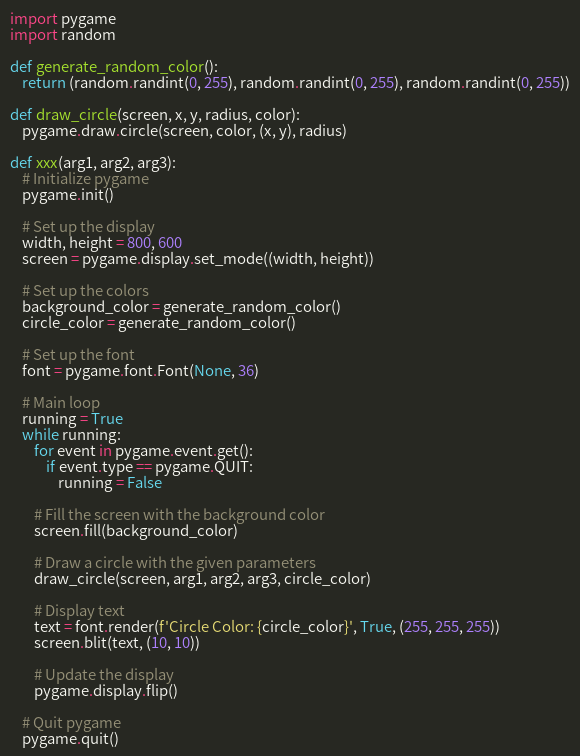 import pygame
import random

def generate_random_color():
    return (random.randint(0, 255), random.randint(0, 255), random.randint(0, 255))

def draw_circle(screen, x, y, radius, color):
    pygame.draw.circle(screen, color, (x, y), radius)

def xxx(arg1, arg2, arg3):
    # Initialize pygame
    pygame.init()

    # Set up the display
    width, height = 800, 600
    screen = pygame.display.set_mode((width, height))

    # Set up the colors
    background_color = generate_random_color()
    circle_color = generate_random_color()

    # Set up the font
    font = pygame.font.Font(None, 36)

    # Main loop
    running = True
    while running:
        for event in pygame.event.get():
            if event.type == pygame.QUIT:
                running = False

        # Fill the screen with the background color
        screen.fill(background_color)

        # Draw a circle with the given parameters
        draw_circle(screen, arg1, arg2, arg3, circle_color)

        # Display text
        text = font.render(f'Circle Color: {circle_color}', True, (255, 255, 255))
        screen.blit(text, (10, 10))

        # Update the display
        pygame.display.flip()

    # Quit pygame
    pygame.quit()